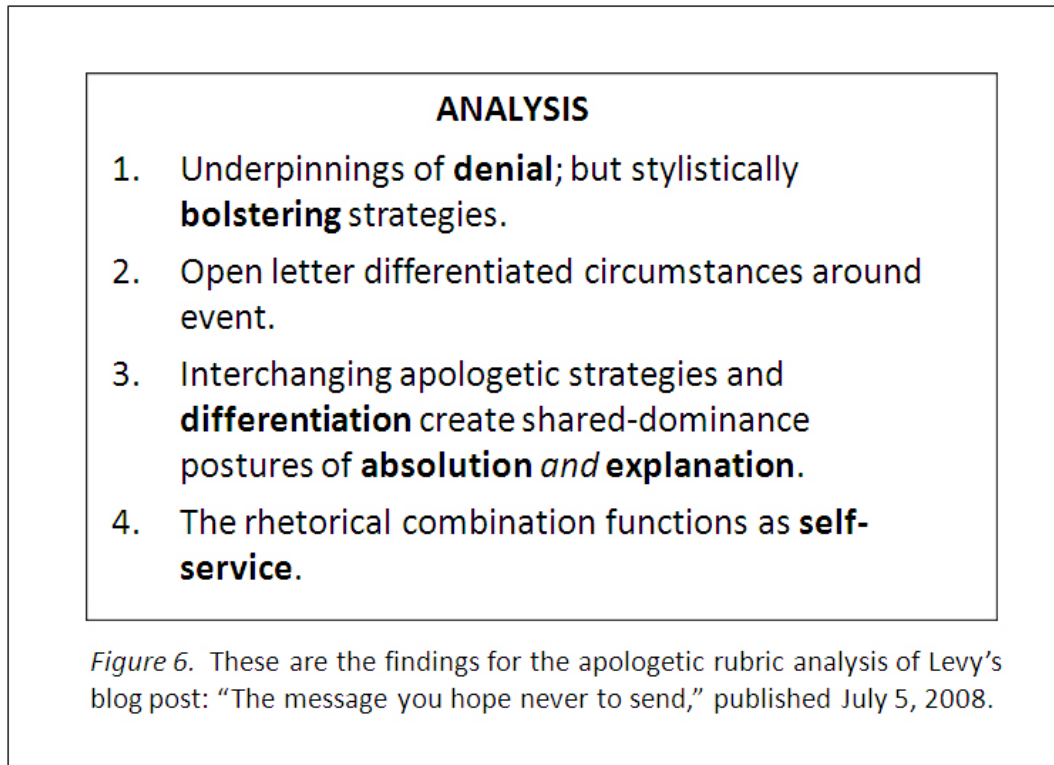 ANALYSIS
1. Underpinnings of denial; but stylistically
bolstering strategies.
2. Open letter differentiated circumstances around
event.
3. Interchanging apologetic strategies and
differentiation create shared-dominance
postures of absolution and explanation.
4. The rhetorical combination functions as self-
service.
Figure 6. These are the findings for the apologetic rubric analysis of Levy’s
blog post: “The message you hope never to send,” published July 5, 2008.